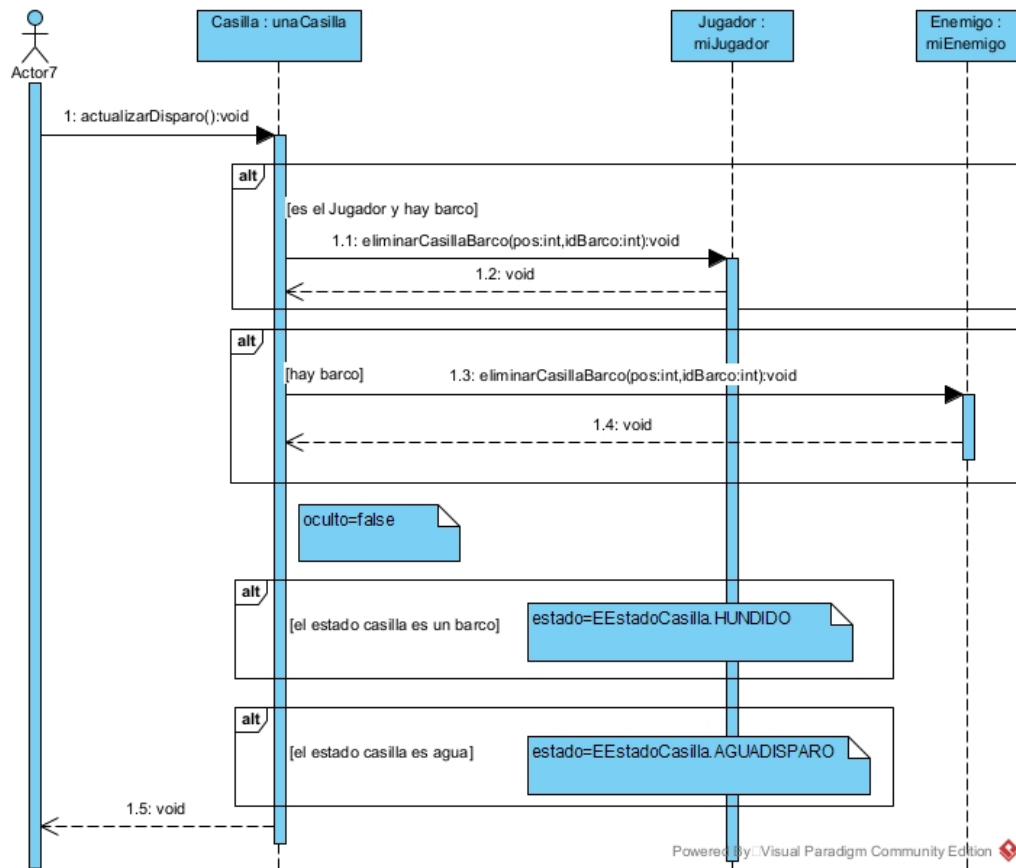 Casilla : unaCasilla
Jugador :
miJugador
Enemigo :
miEnemigo
Actor7
1: actualizarDisparo():void
alt
[es el Jugador y hay barco]
1.1: eliminarCasillaBarco(pos:int,idBarco:int):void
1.2: void
alt
[hay barco]
1.3: eliminarCasillaBarco(pos:int,idBarco:int):void
1.4: void
oculto=false
alt
[el estado casilla es un barco]
estado=EEstadoCasilla.HUNDIDO
alt
[el estado casilla es agua]
estado=EEstadoCasilla.AGUADISPARO
1.5: void
Powered By Visual Paradigm Community Edition